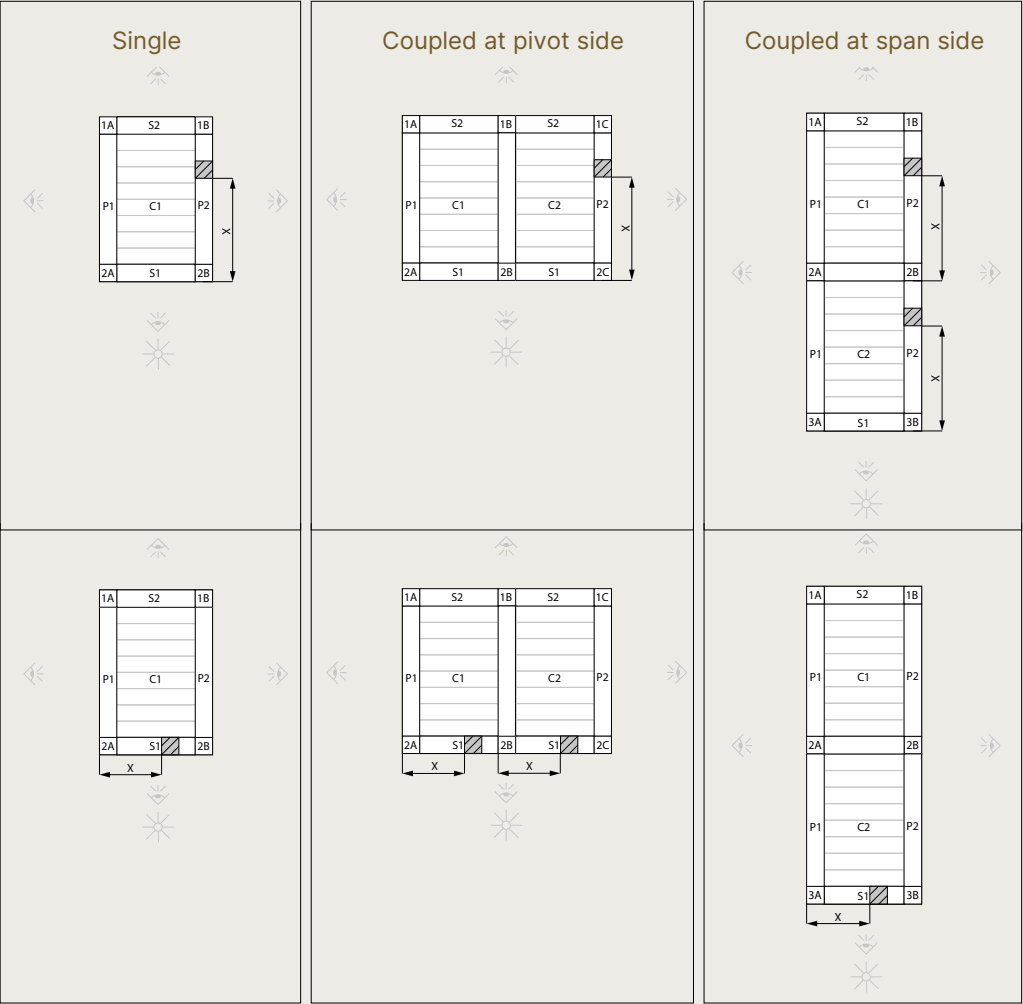 Single
1A S2 1B
P1 C1 P2
X
2A S1 2B
Coupled at pivot side
1A S2 1B S2 1C
P1 C1 C2 P2
X
2A S1 2B S1 2C
Coupled at span side
1A S2 1B
P1 C1 P2
X
2A 2B
P1 C2 P2
X
3A S1 3B
1A S2 1B
P1 C1 P2
2A S1 2B
X
1A S2 1B S2 1C
P1 C1 C2 P2
2A S1 2B S1 2C
X X
1A S2 1B
P1 C1 P2
2A 2B
P1 C2 P2
3A S1 3B
X